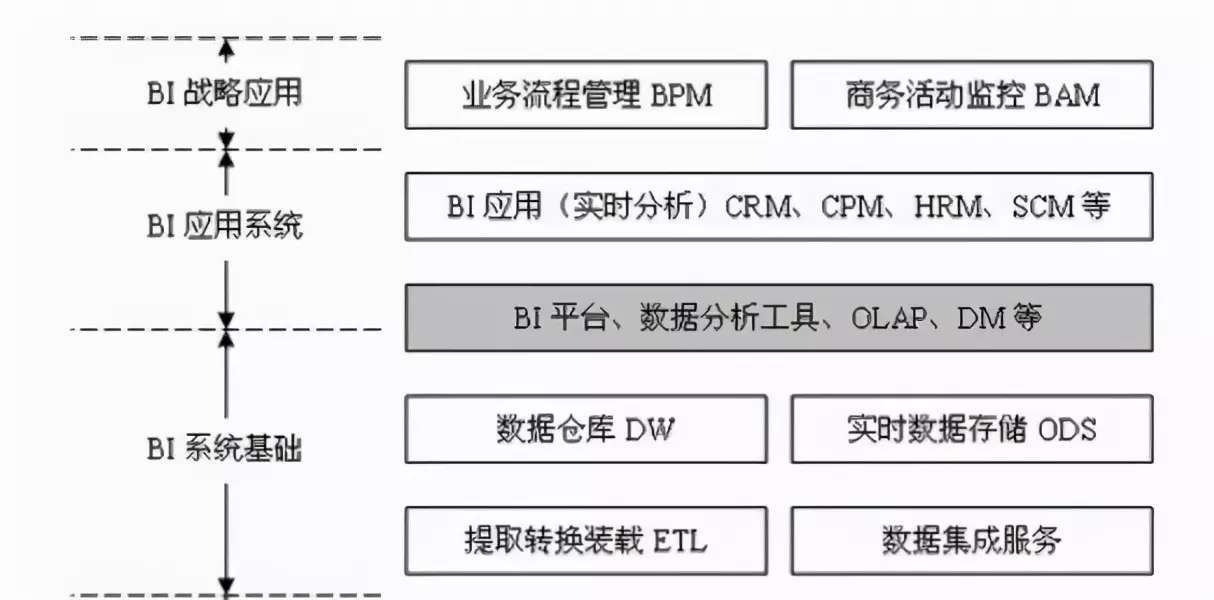 BI 战略应用
业务流程管理 BPM
商务活动监控 BAM
BI 应用系统
BI 应用（实时分析）CRM、CPM、HRM、SCM 等
BI 平台、数据分析工具、OLAP、DM 等
BI 系统基础
数据仓库 DW
实时数据存储 ODS
提取转换装载 ETL
数据集成服务